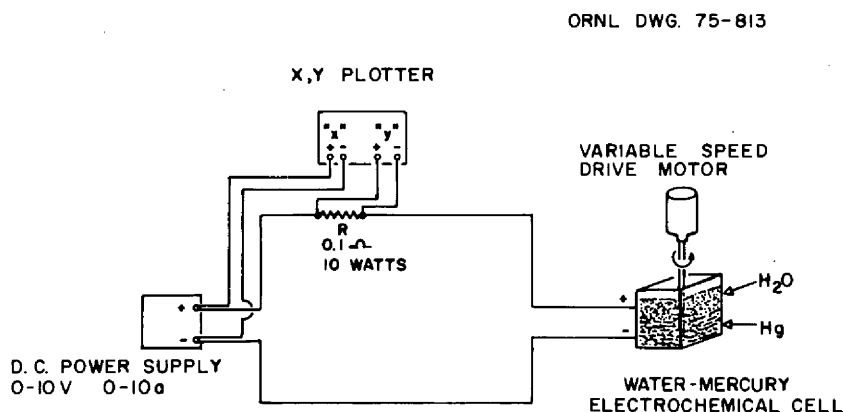 ORNL DWG. 75-813
X,Y PLOTTER
"x" "y"
+ - + -
VARIABLE SPEED
DRIVE MOTOR
R
0.1 Ω
10 WATTS
+
-
+
-
H₂O
Hg
D.C. POWER SUPPLY
0-10V 0-10a
WATER-MERCURY
ELECTROCHEMICAL CELL